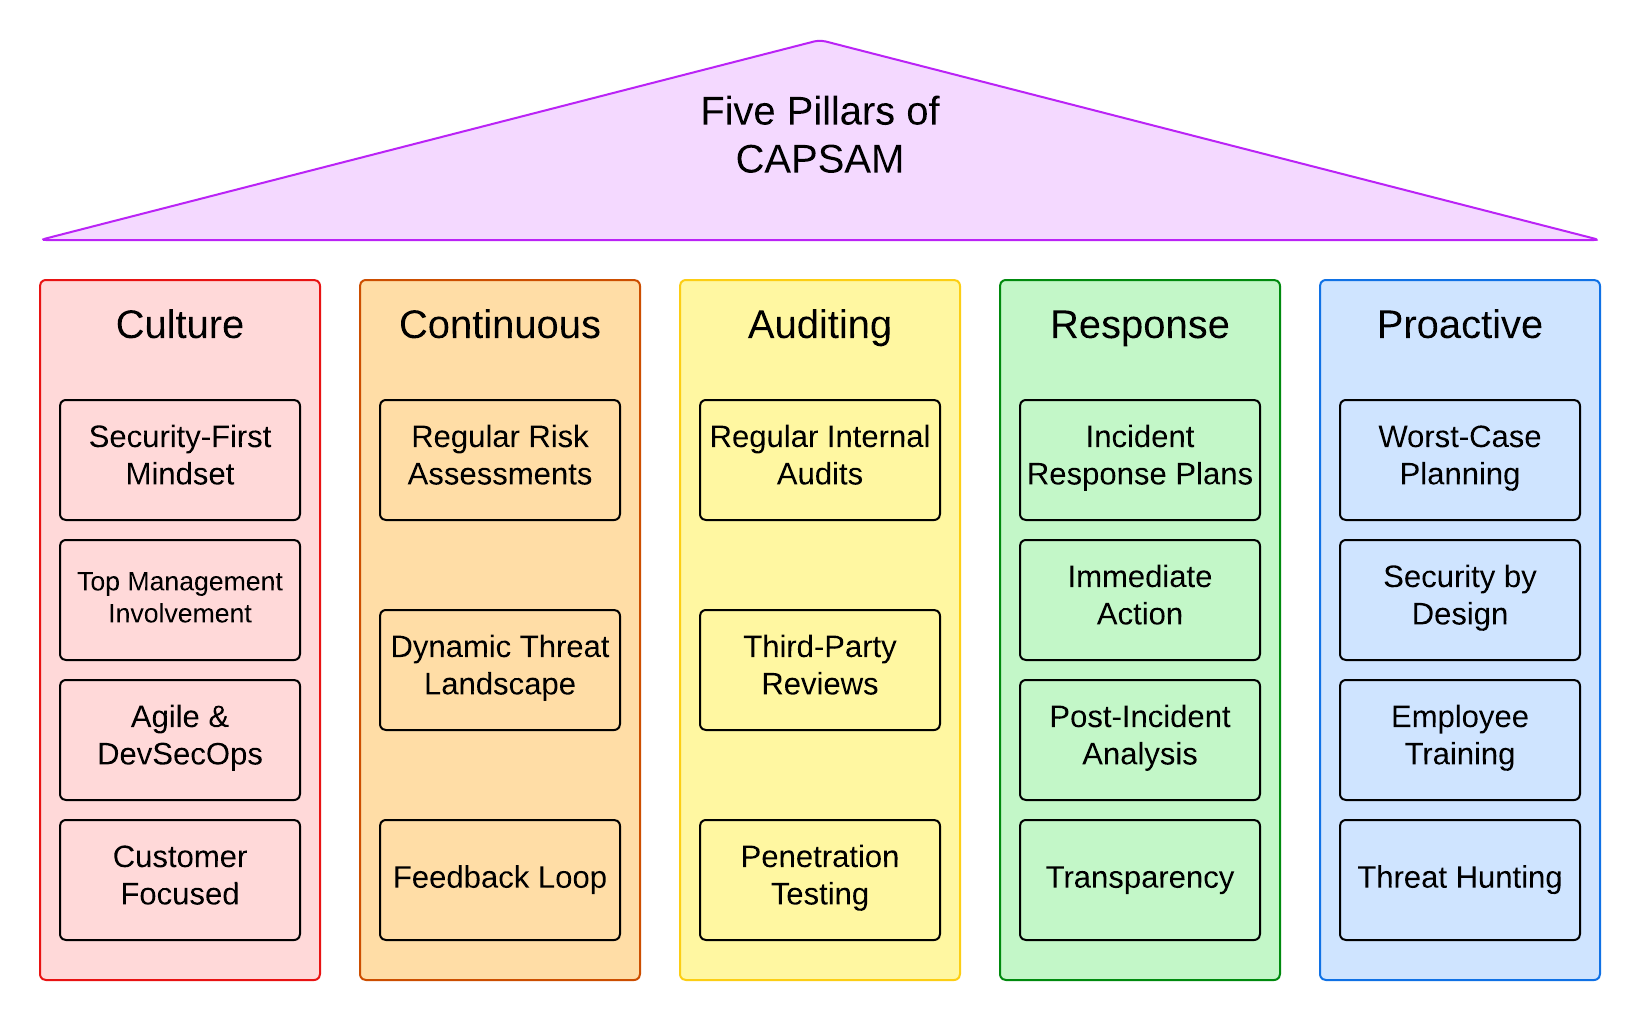 Five Pillars of
CAPSAM
Culture
Security-First
Mindset
Top Management
Involvement
Agile &
DevSecOps
Customer
Focused
Continuous
Regular Risk
Assessments
Dynamic Threat
Landscape
Feedback Loop
Auditing
Regular Internal
Audits
Third-Party
Reviews
Penetration
Testing
Response
Incident
Response Plans
Immediate
Action
Post-Incident
Analysis
Transparency
Proactive
Worst-Case
Planning
Security by
Design
Employee
Training
Threat Hunting